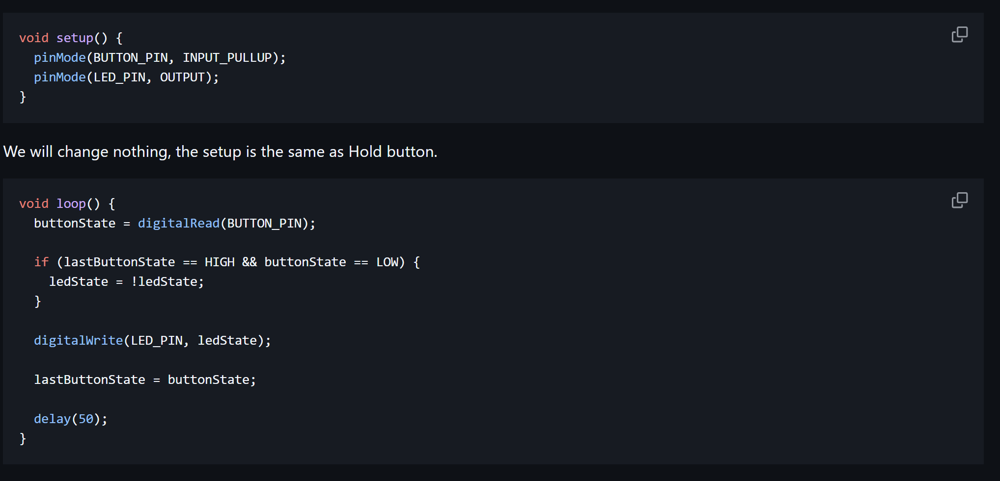 void setup() {
  pinMode(BUTTON_PIN, INPUT_PULLUP);
  pinMode(LED_PIN, OUTPUT);
}
We will change nothing, the setup is the same as Hold button.
void loop() {
  buttonState = digitalRead(BUTTON_PIN);
  if (lastButtonState == HIGH && buttonState == LOW) {
    ledState = !ledState;
  }
  digitalWrite(LED_PIN, ledState);
  lastButtonState = buttonState;
  delay(50);
}